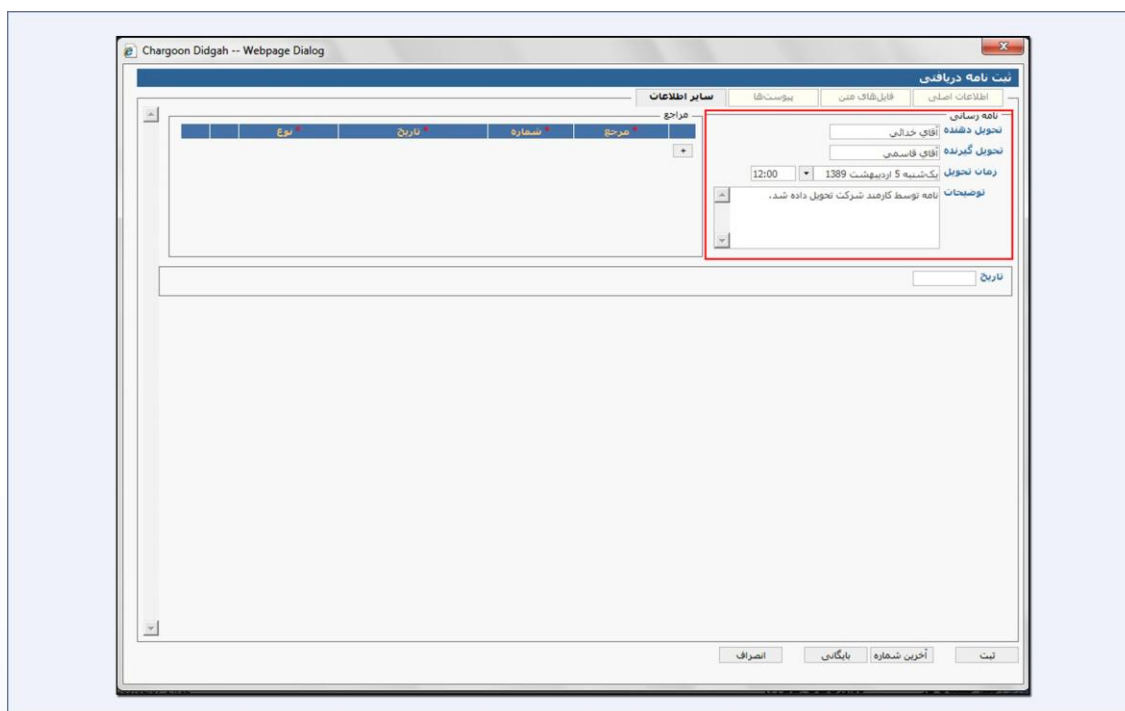 Chargoon Didgah -- Webpage Dialog
X
ثبت نامه دریافتی
اطلاعات اصلی
فایل‌های متن
پیوست‌ها
سایر اطلاعات
نامه رسانی
تحویل دهنده آقای خدائی
تحویل گیرنده آقای قاسمی
زمان تحویل یک‌شنبه 5 اردیبهشت 1389 12:00
توضیحات نامه توسط کارمند شرکت تحویل داده شد.
مراجع
* مرجع * شماره * تاریخ * نوع
+
تاریخ
ثبت
آخرین شماره
بایگانی
انصراف